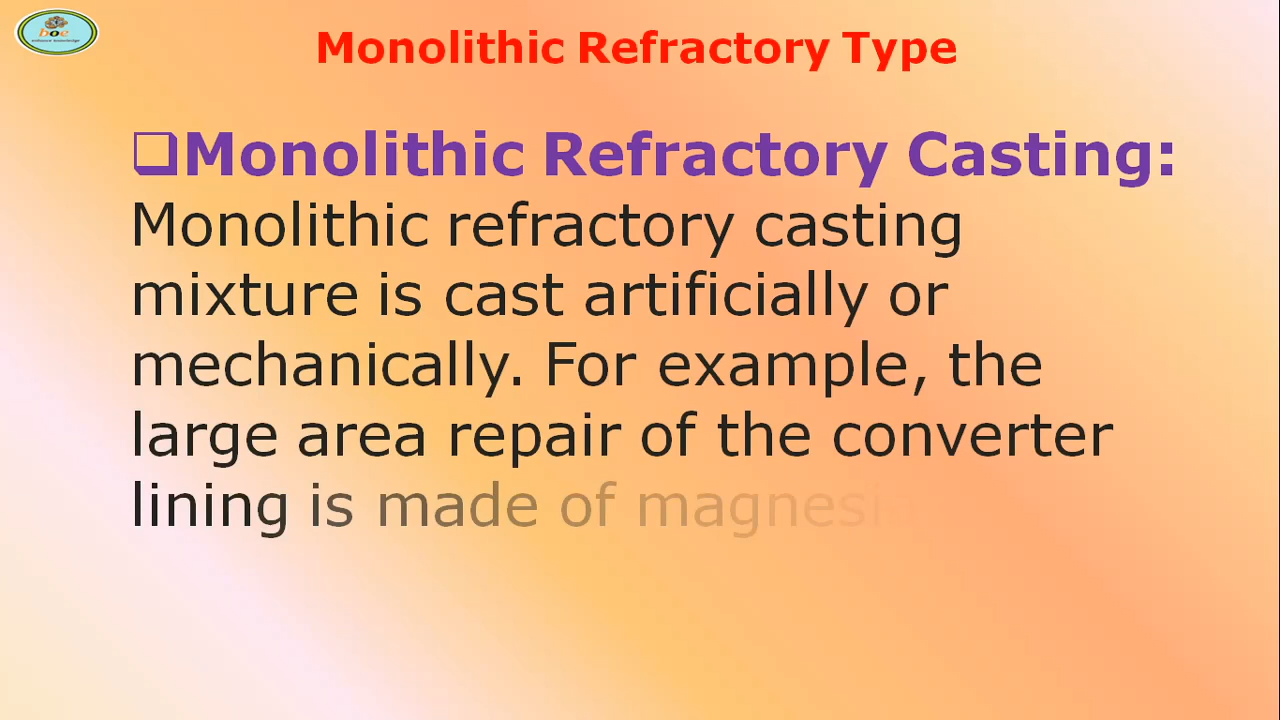 boe
Monolithic Refractory Type
Monolithic Refractory Casting:
Monolithic refractory casting
mixture is cast artificially or
mechanically. For example, the
large area repair of the converter
lining is made of